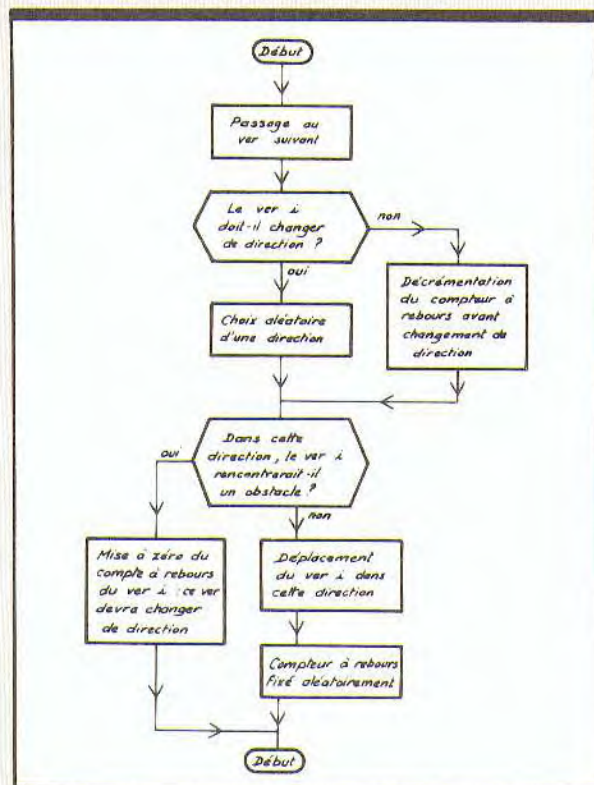 Début
Passage au
ver suivant
Le ver i
doit-il changer
de direction ?
non
oui
Décrémentation
du compteur à
rebours avant
changement de
direction
Choix aléatoire
d'une direction
Dans cette
direction, le ver i
rencontrerait-il
un obstacle ?
oui
non
Mise à zéro du
compte à rebours
du ver i : ce ver
devra changer
de direction
Déplacement
du ver i dans
cette direction
Compteur à rebours
fixé aléatoirement
Début